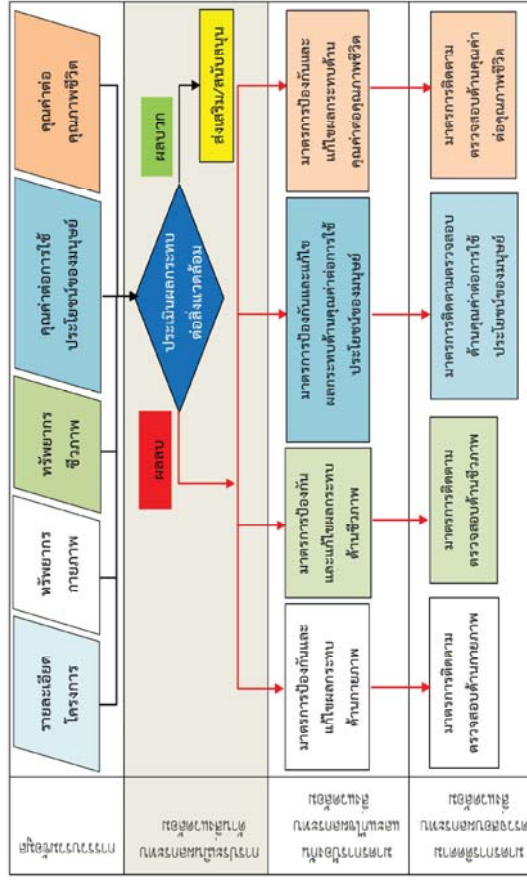 การรวบรวมข้อมูล
รายละเอียด
โครงการ
ทรัพยากร
กายภาพ
ทรัพยากร
ชีวภาพ
คุณค่าต่อการใช้
ประโยชน์ของมนุษย์
คุณค่าต่อ
คุณภาพชีวิต
การประเมินผลกระทบ
ด้านสิ่งแวดล้อม
ผลลบ
ประเมินผลกระทบ
ต่อสิ่งแวดล้อม
ผลบวก
ส่งเสริม/สนับสนุน
มาตรการป้องกัน
และแก้ไขผลกระทบ
สิ่งแวดล้อม
มาตรการป้องกันและ
แก้ไขผลกระทบ
ด้านกายภาพ
มาตรการป้องกัน
และแก้ไขผลกระทบ
ด้านชีวภาพ
มาตรการป้องกันและแก้ไข
ผลกระทบด้านคุณค่าต่อการใช้
ประโยชน์ของมนุษย์
มาตรการป้องกันและ
แก้ไขผลกระทบด้าน
คุณค่าต่อคุณภาพชีวิต
มาตรการติดตาม
ตรวจสอบผลกระทบ
สิ่งแวดล้อม
มาตรการติดตาม
ตรวจสอบด้านกายภาพ
มาตรการติดตาม
ตรวจสอบด้านชีวภาพ
มาตรการติดตามตรวจสอบ
ด้านคุณค่าต่อการใช้
ประโยชน์ของมนุษย์
มาตรการติดตาม
ตรวจสอบด้านคุณค่า
ต่อคุณภาพชีวิต